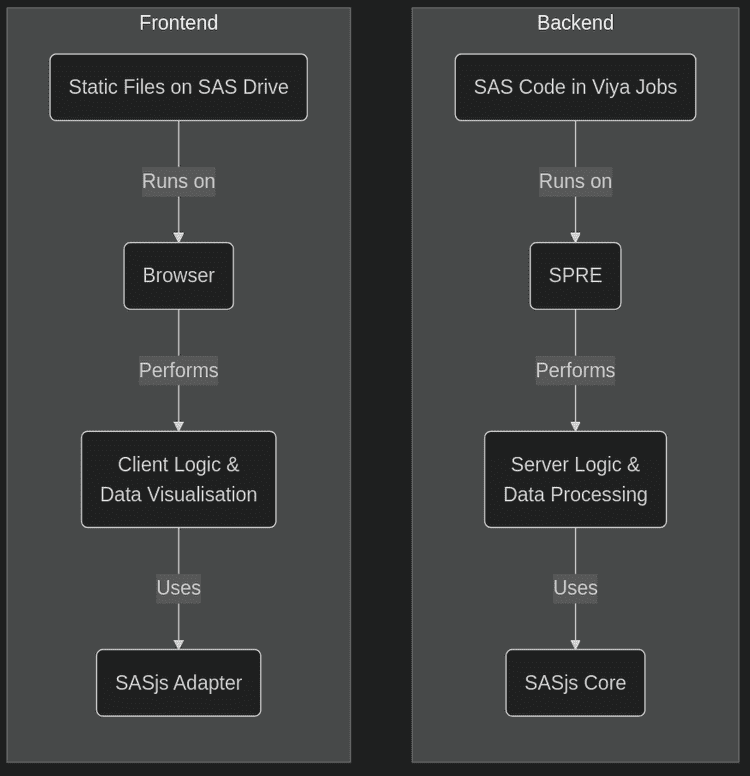 Frontend
Static Files on SAS Drive
Runs on
Browser
Performs
Client Logic &
Data Visualisation
Uses
SASjs Adapter
Backend
SAS Code in Viya Jobs
Runs on
SPRE
Performs
Server Logic &
Data Processing
Uses
SASjs Core